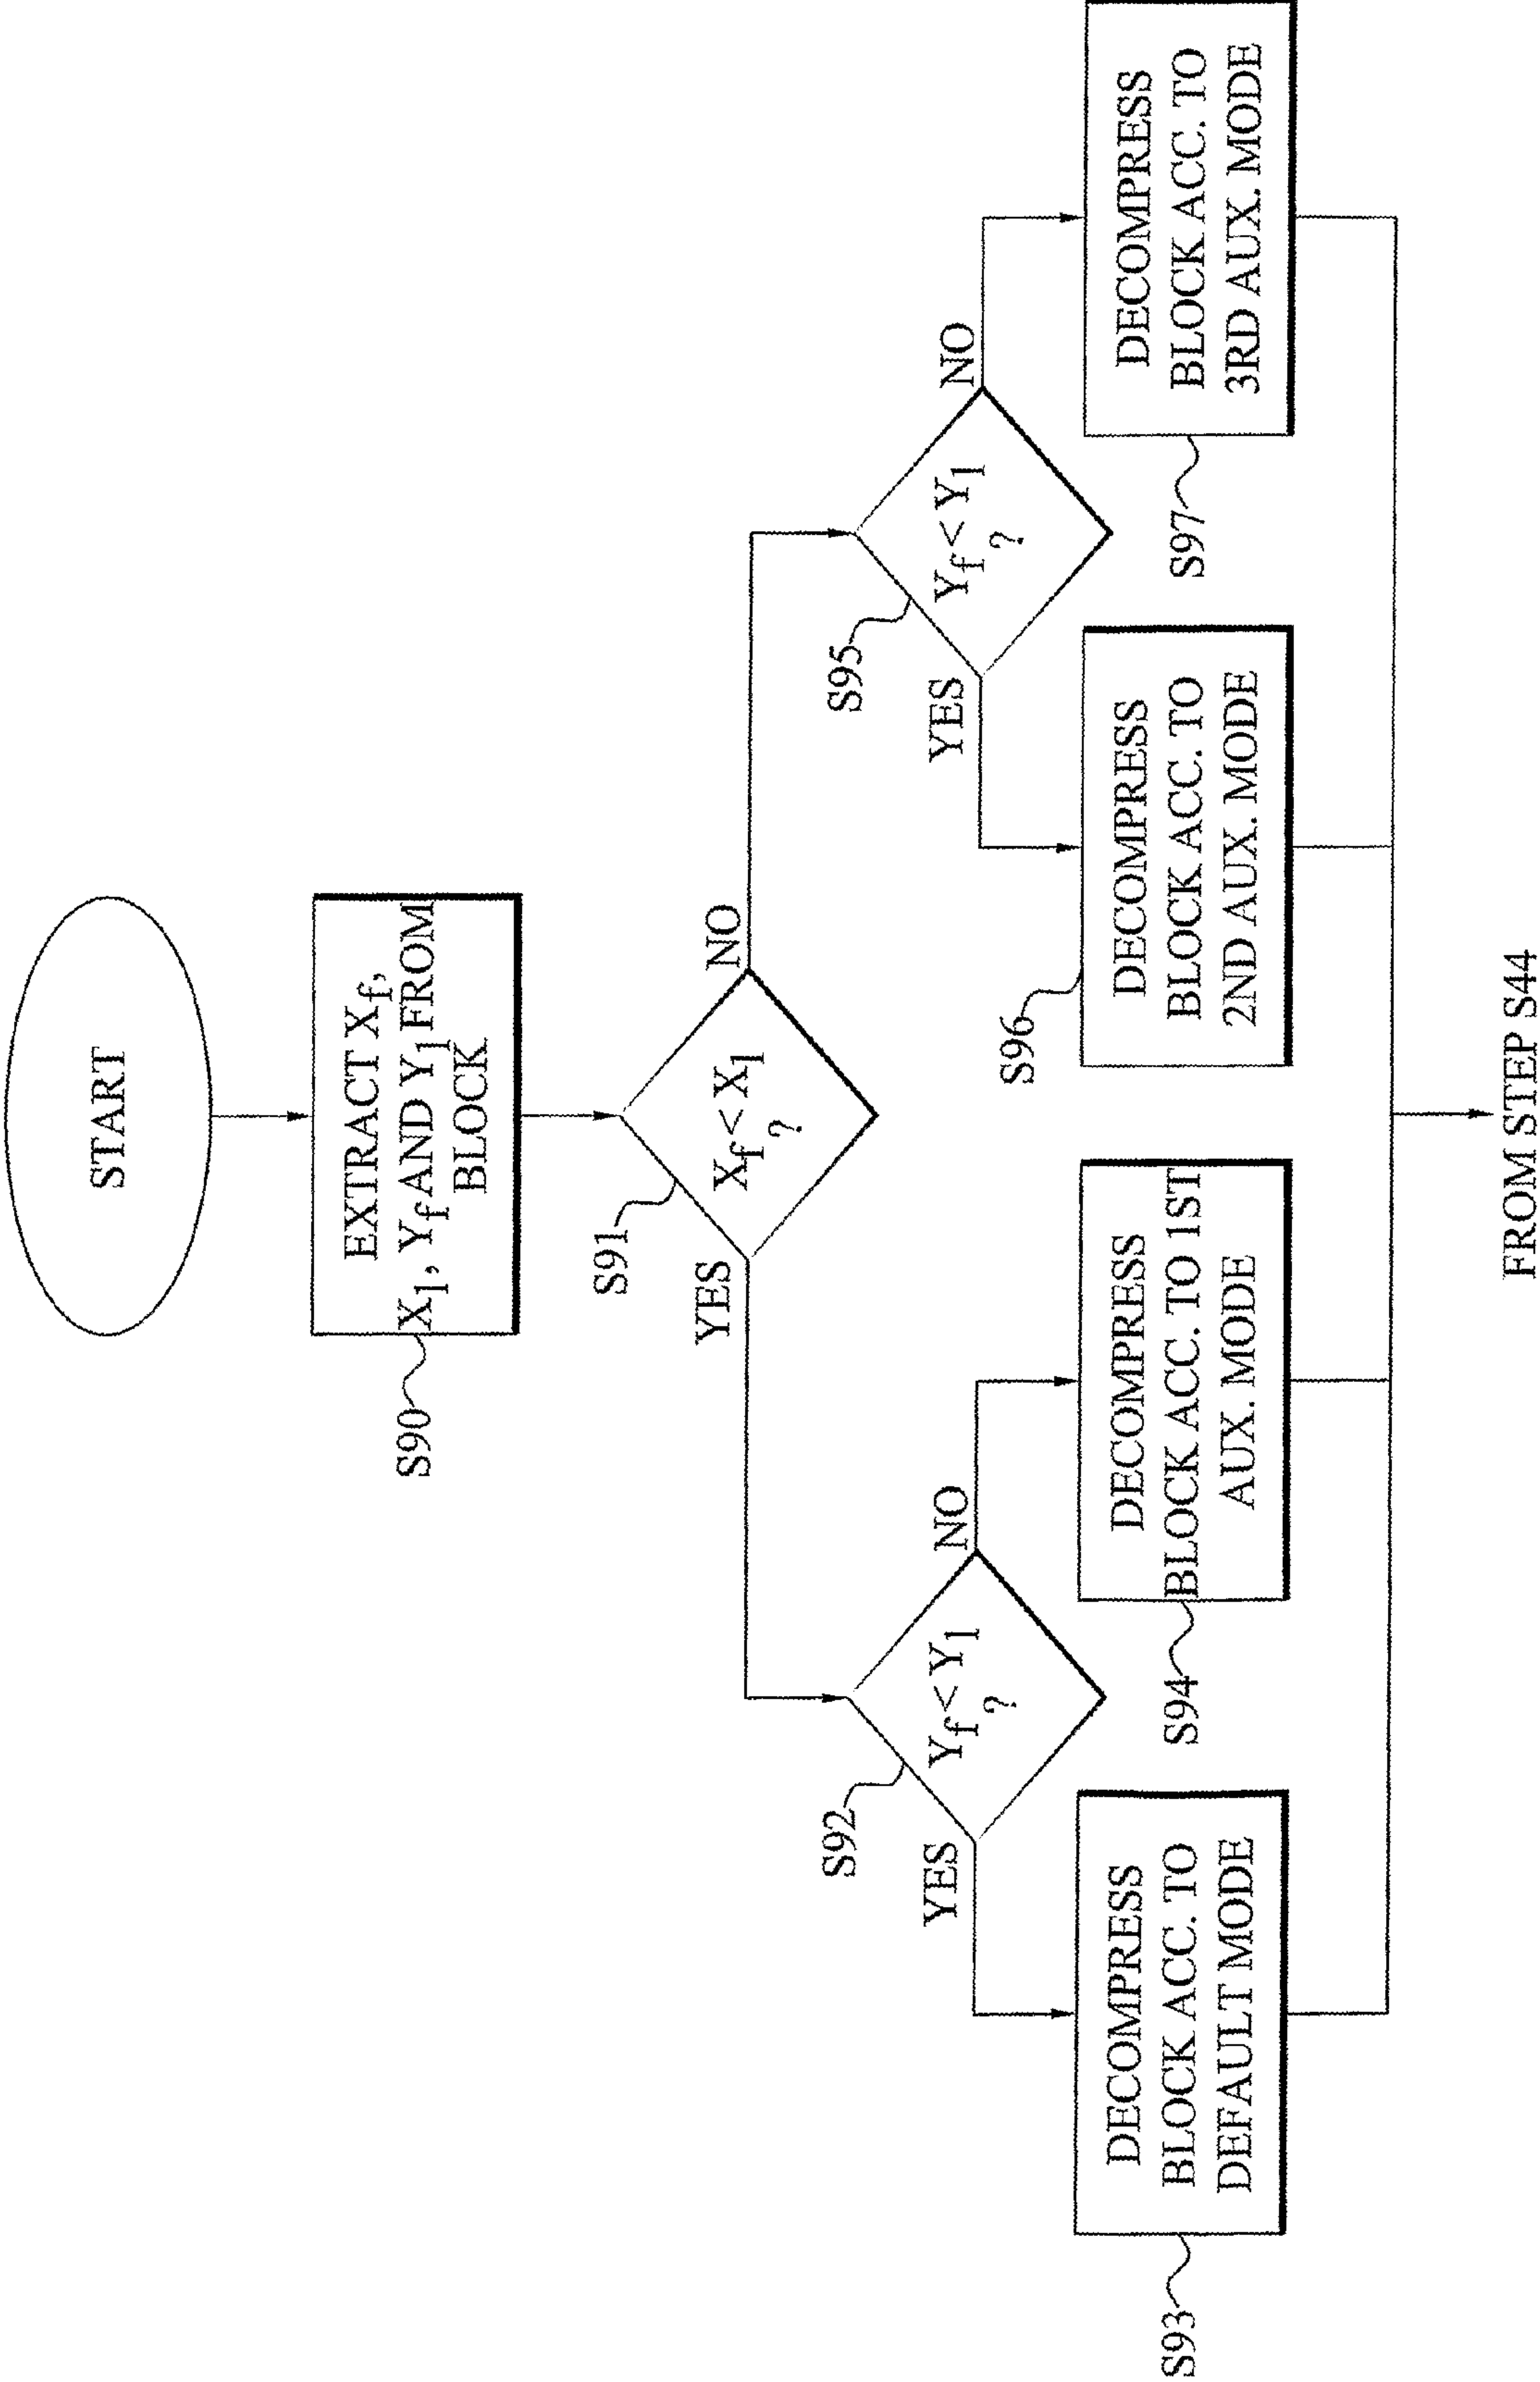 START
EXTRACT Xf,
X1, Yf AND Y1 FROM
BLOCK
S90
Xf < X1
?
S91
YES
NO
Yf < Y1
?
S92
YES
NO
Yf < Y1
?
S95
YES
NO
DECOMPRESS
BLOCK ACC. TO
DEFAULT MODE
S93
DECOMPRESS
BLOCK ACC. TO 1ST
AUX. MODE
S94
DECOMPRESS
BLOCK ACC. TO
2ND AUX. MODE
S96
DECOMPRESS
BLOCK ACC. TO
3RD AUX. MODE
S97
FROM STEP S44